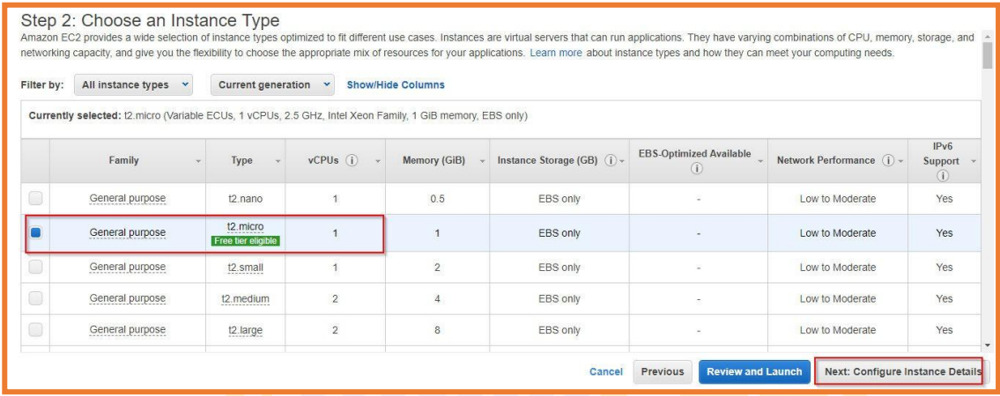 Step 2: Choose an Instance Type
Amazon EC2 provides a wide selection of instance types optimized to fit different use cases. Instances are virtual servers that can run applications. They have varying combinations of CPU, memory, storage, and
networking capacity, and give you the flexibility to choose the appropriate mix of resources for your applications. Learn more about instance types and how they can meet your computing needs.
Filter by: All instance types Current generation Show/Hide Columns
Currently selected: t2.micro (Variable ECUs, 1 vCPUs, 2.5 GHz, Intel Xeon Family, 1 GiB memory, EBS only)
Family Type vCPUs Memory (GiB) Instance Storage (GB) EBS-Optimized Available Network Performance IPv6 Support
General purpose t2.nano 1 0.5 EBS only - Low to Moderate Yes
General purpose t2.micro 1 1 EBS only - Low to Moderate Yes
Free tier eligible
General purpose t2.small 1 2 EBS only - Low to Moderate Yes
General purpose t2.medium 2 4 EBS only - Low to Moderate Yes
General purpose t2.large 2 8 EBS only - Low to Moderate Yes
Cancel Previous Review and Launch Next: Configure Instance Details